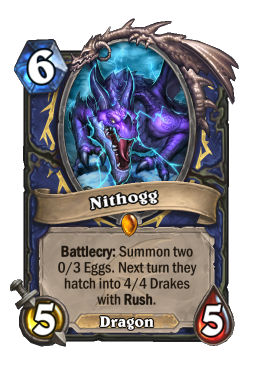 6
Nithogg
Battlecry: Summon two
0/3 Eggs. Next turn they
hatch into 4/4 Drakes
with Rush.
5
Dragon
5